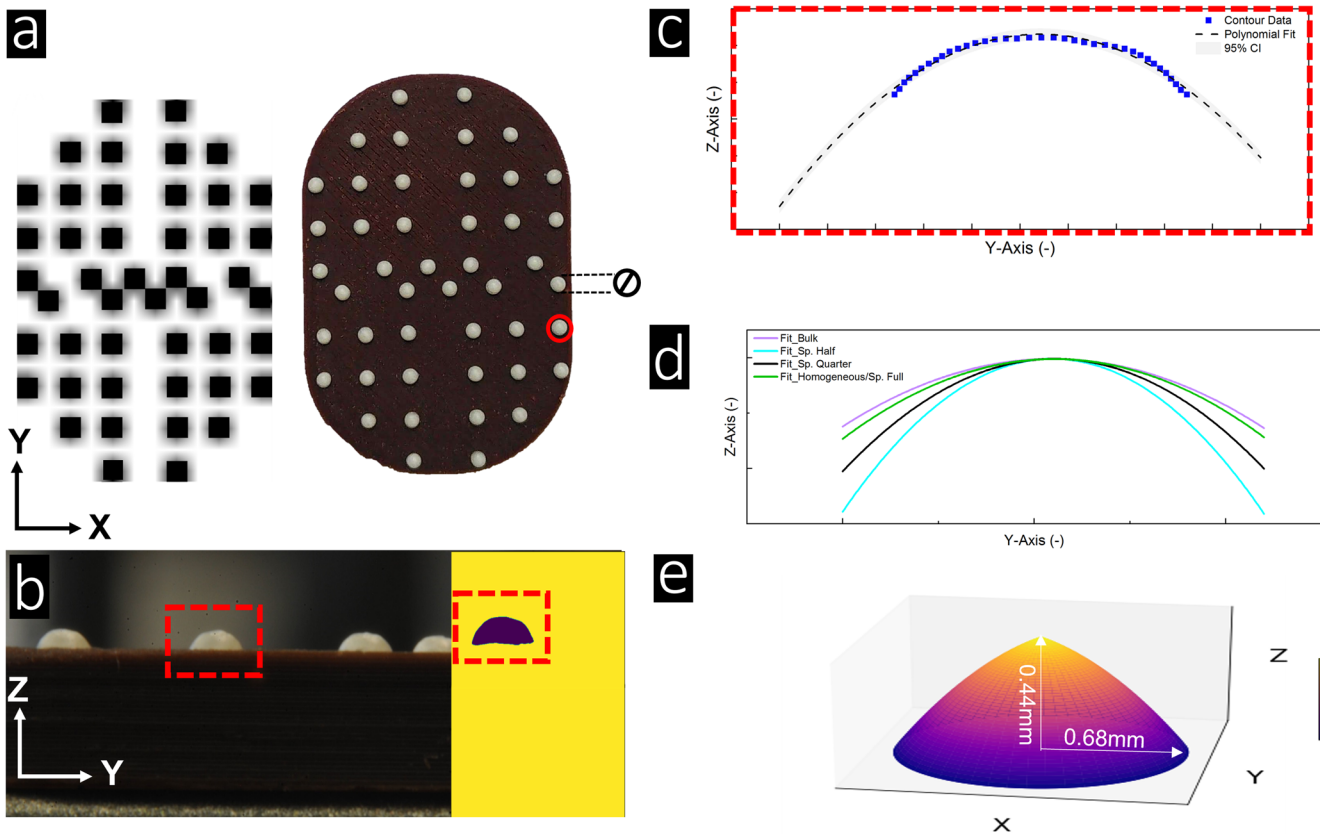 a
Y
X
b
Z
Y
c
Contour Data
Polynomial Fit
95% CI
Z-Axis (-)
Y-Axis (-)
d
Fit_Bulk
Fit_Sp. Half
Fit_Sp. Quarter
Fit_Homogeneous/Sp. Full
Z-Axis (-)
Y-Axis (-)
e
0.44mm
0.68mm
Z
Y
X